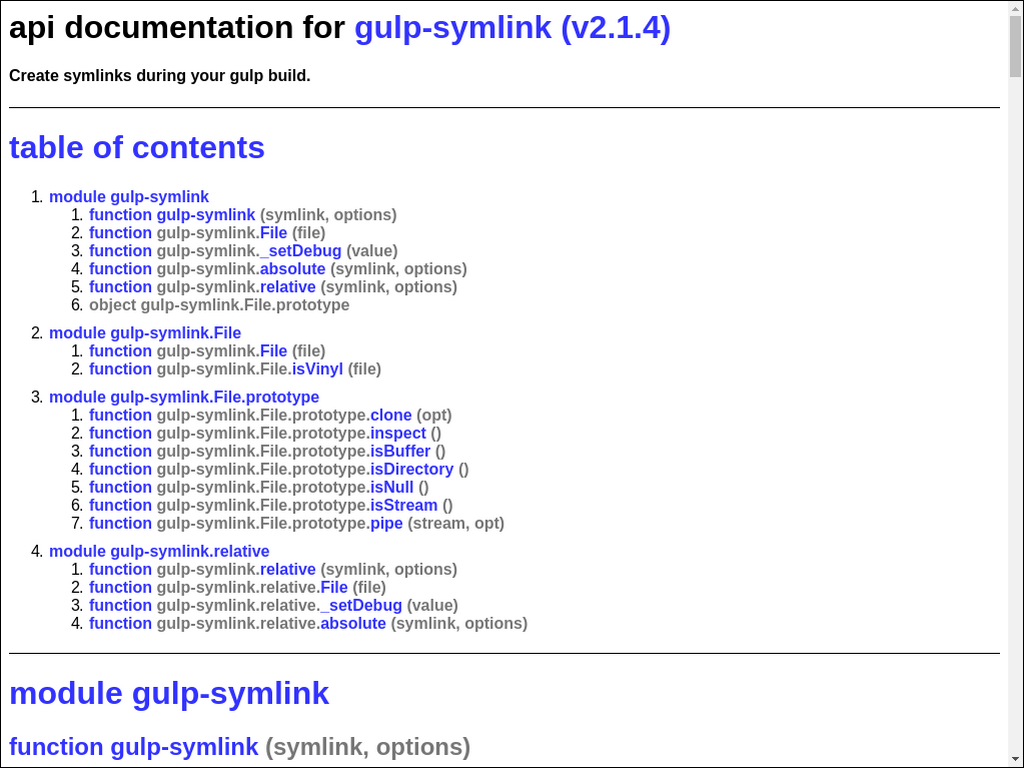 api documentation for gulp-symlink (v2.1.4)
Create symlinks during your gulp build.
table of contents
1. module gulp-symlink
1. function gulp-symlink (symlink, options)
2. function gulp-symlink.File (file)
3. function gulp-symlink._setDebug (value)
4. function gulp-symlink.absolute (symlink, options)
5. function gulp-symlink.relative (symlink, options)
6. object gulp-symlink.File.prototype
2. module gulp-symlink.File
1. function gulp-symlink.File (file)
2. function gulp-symlink.File.isVinyl (file)
3. module gulp-symlink.File.prototype
1. function gulp-symlink.File.prototype.clone (opt)
2. function gulp-symlink.File.prototype.inspect ()
3. function gulp-symlink.File.prototype.isBuffer ()
4. function gulp-symlink.File.prototype.isDirectory ()
5. function gulp-symlink.File.prototype.isNull ()
6. function gulp-symlink.File.prototype.isStream ()
7. function gulp-symlink.File.prototype.pipe (stream, opt)
4. module gulp-symlink.relative
1. function gulp-symlink.relative (symlink, options)
2. function gulp-symlink.relative.File (file)
3. function gulp-symlink.relative._setDebug (value)
4. function gulp-symlink.relative.absolute (symlink, options)
module gulp-symlink
function gulp-symlink (symlink, options)